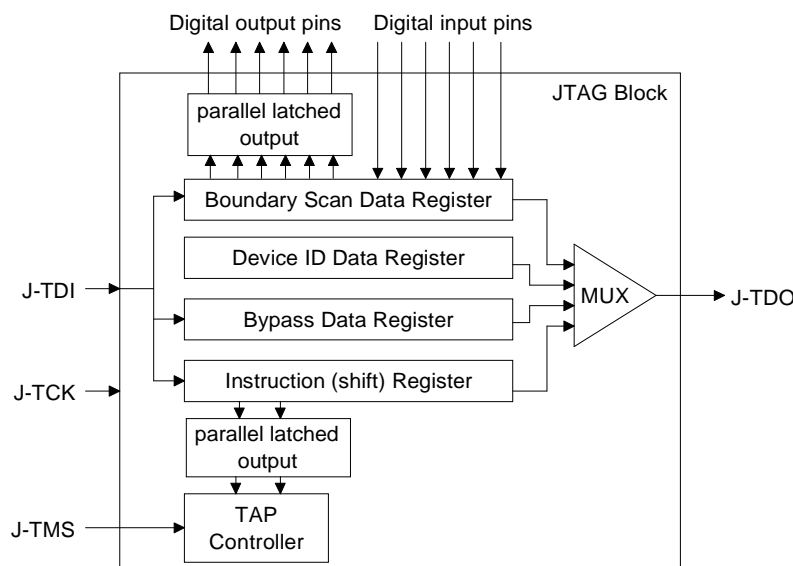 Digital output pins
Digital input pins
JTAG Block
parallel latched
output
Boundary Scan Data Register
Device ID Data Register
J-TDI
MUX
J-TDO
Bypass Data Register
Instruction (shift) Register
J-TCK
parallel latched
output
J-TMS
TAP
Controller